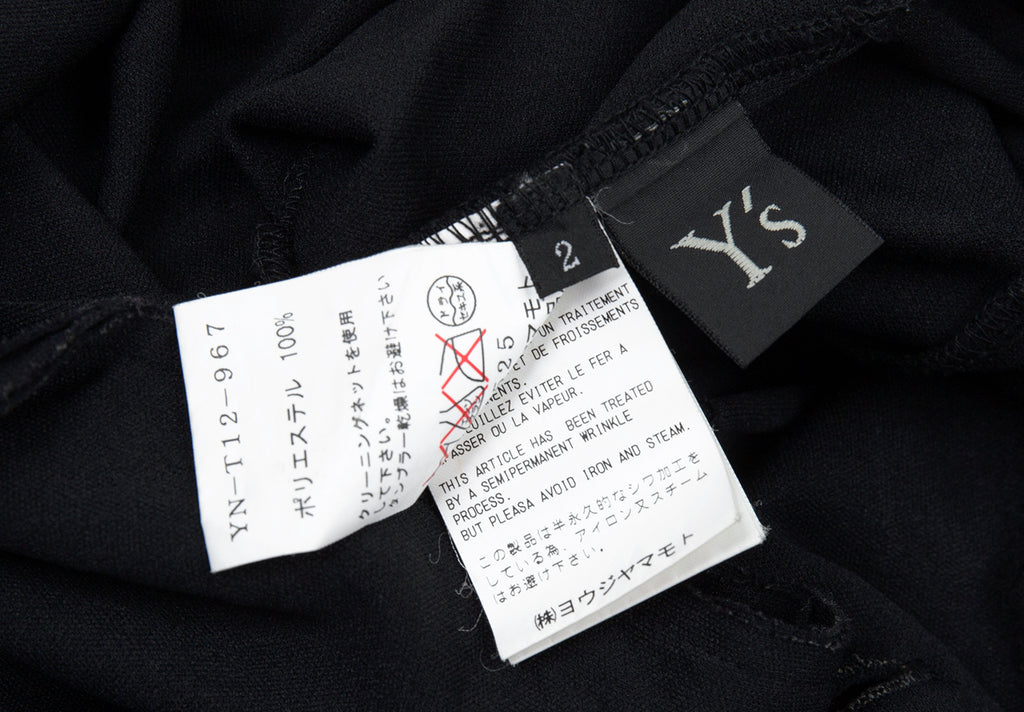 YN-T12-967
ポリエステル 100%
クリーニングネットを使用
して下さい。
タンブラー乾燥はお避け下さい
ドライ
セキユ系
25
2
Y's
UN TRAITEMENT
ET DE FROISSEMENTS
UILLEZ EVITER LE FER A
ASSER OU LA VAPEUR.
THIS ARTICLE HAS BEEN TREATED
BY A SEMIPERMANENT WRINKLE
PROCESS.
BUT PLEASA AVOID IRON AND STEAM.
この製品は半永久的なシワ加工を
している為、アイロン又スチーム
はお避け下さい。
(株)ヨウジヤマモト